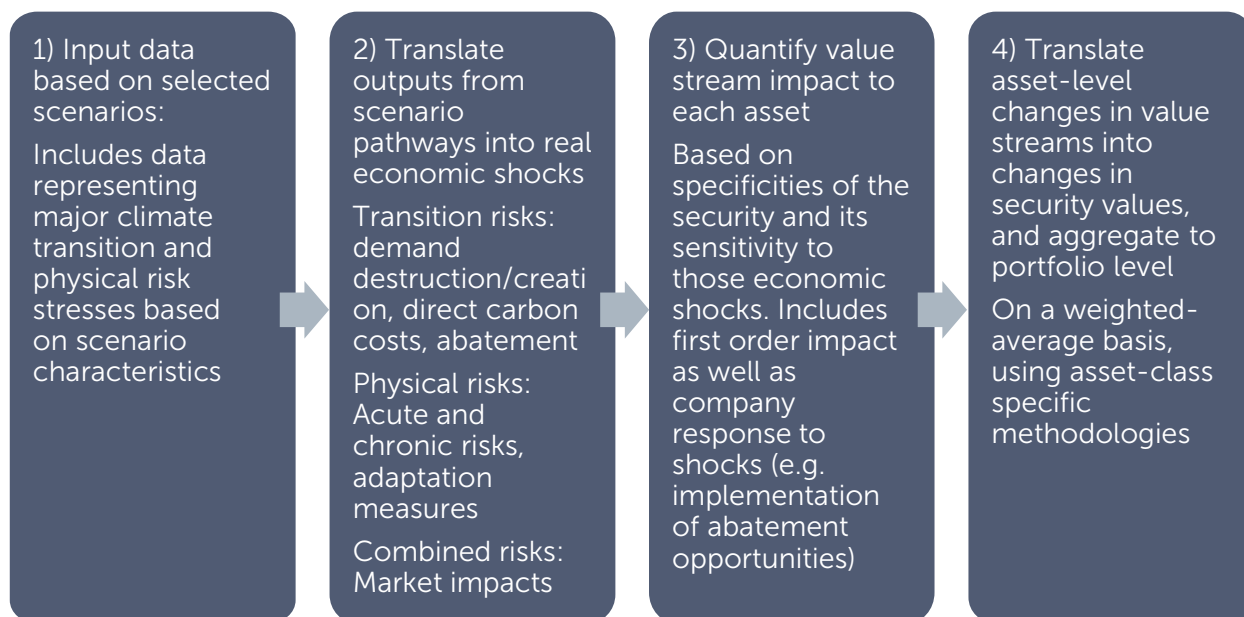 1) Input data
based on selected
scenarios:
Includes data
representing
major climate
transition and
physical risk
stresses based
on scenario
characteristics
2) Translate
outputs from
scenario
pathways into real
economic shocks
Transition risks:
demand
destruction/creati
on, direct carbon
costs, abatement
Physical risks:
Acute and
chronic risks,
adaptation
measures
Combined risks:
Market impacts
3) Quantify value
stream impact to
each asset
Based on
specificities of the
security and its
sensitivity to
those economic
shocks. Includes
first order impact
as well as
company
response to
shocks (e.g.
implementation
of abatement
opportunities)
4) Translate
asset-level
changes in value
streams into
changes in
security values,
and aggregate to
portfolio level
On a weighted-
average basis,
using asset-class
specific
methodologies